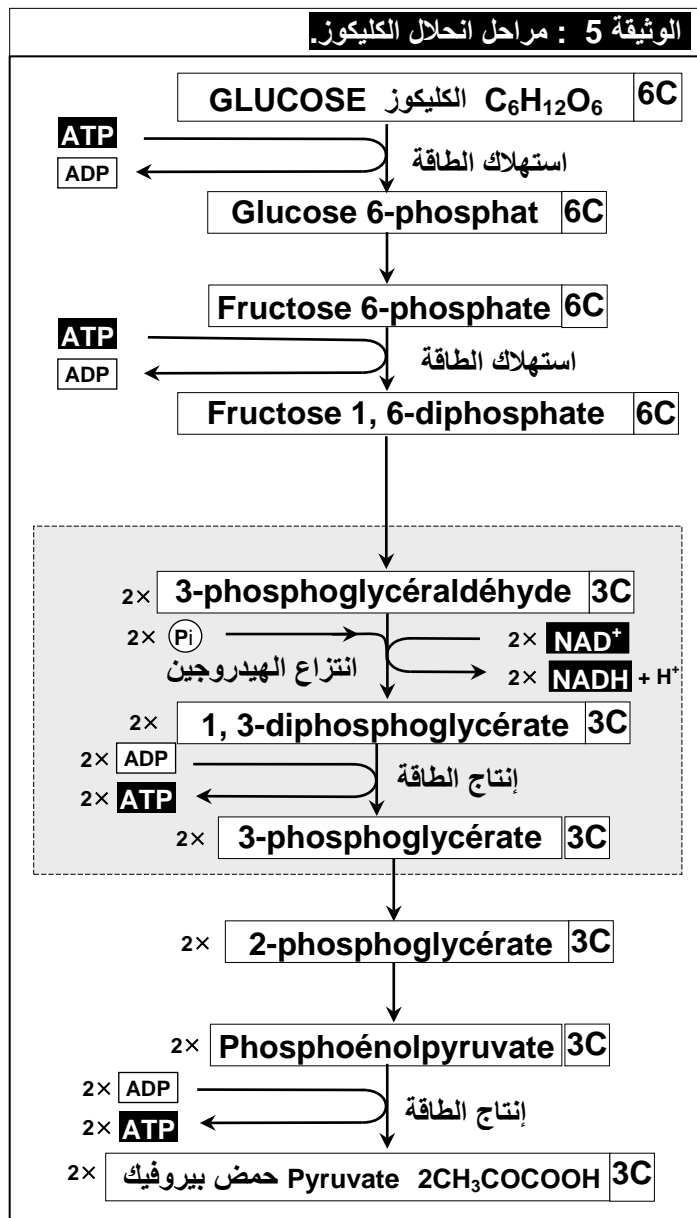 الوثيقة 5 : مراحل انحلال الكليكوز.
GLUCOSE الكليكوز C₆H₁₂O₆ 6C
ATP
ADP
استهلاك الطاقة
Glucose 6-phosphat 6C
Fructose 6-phosphate 6C
ATP
ADP
استهلاك الطاقة
Fructose 1, 6-diphosphate 6C
2× 3-phosphoglycéraldéhyde 3C
2× Pi
2× NAD⁺
انتزاع الهيدروجين
2× NADH + H⁺
2× 1, 3-diphosphoglycérate 3C
2× ADP
إنتاج الطاقة
2× ATP
2× 3-phosphoglycérate 3C
2× 2-phosphoglycérate 3C
2× Phosphoénolpyruvate 3C
2× ADP
إنتاج الطاقة
2× ATP
2× حمض بيروفيك Pyruvate 2CH₃COCOOH 3C